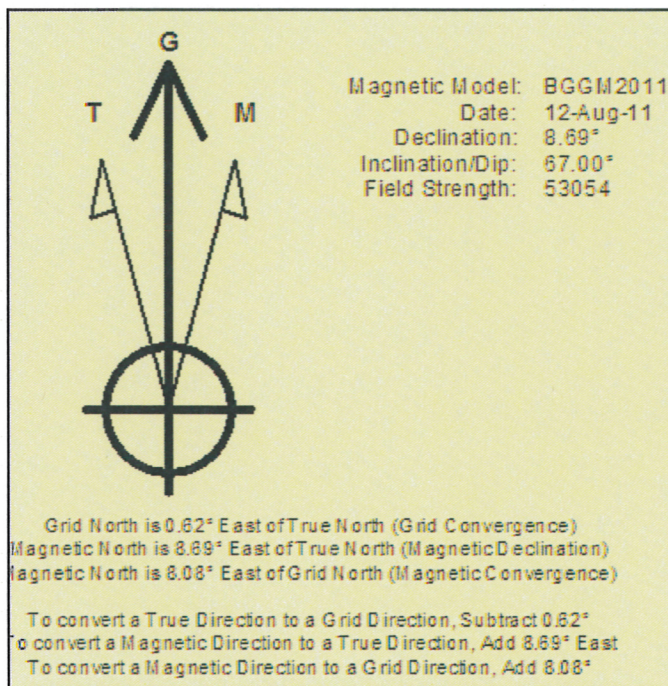 G
T M
Magnetic Model: BGGM2011
Date: 12-Aug-11
Declination: 8.69°
Inclination/Dip: 67.00°
Field Strength: 53054
Grid North is 0.62° East of True North (Grid Convergence)
Magnetic North is 8.69° East of True North (Magnetic Declination)
agnetic North is 8.08° East of Grid North (Magnetic Convergence)
To convert a True Direction to a Grid Direction, Subtract 0.62°
o convert a Magnetic Direction to a True Direction, Add 8.69° East
To convert a Magnetic Direction to a Grid Direction, Add 8.08°